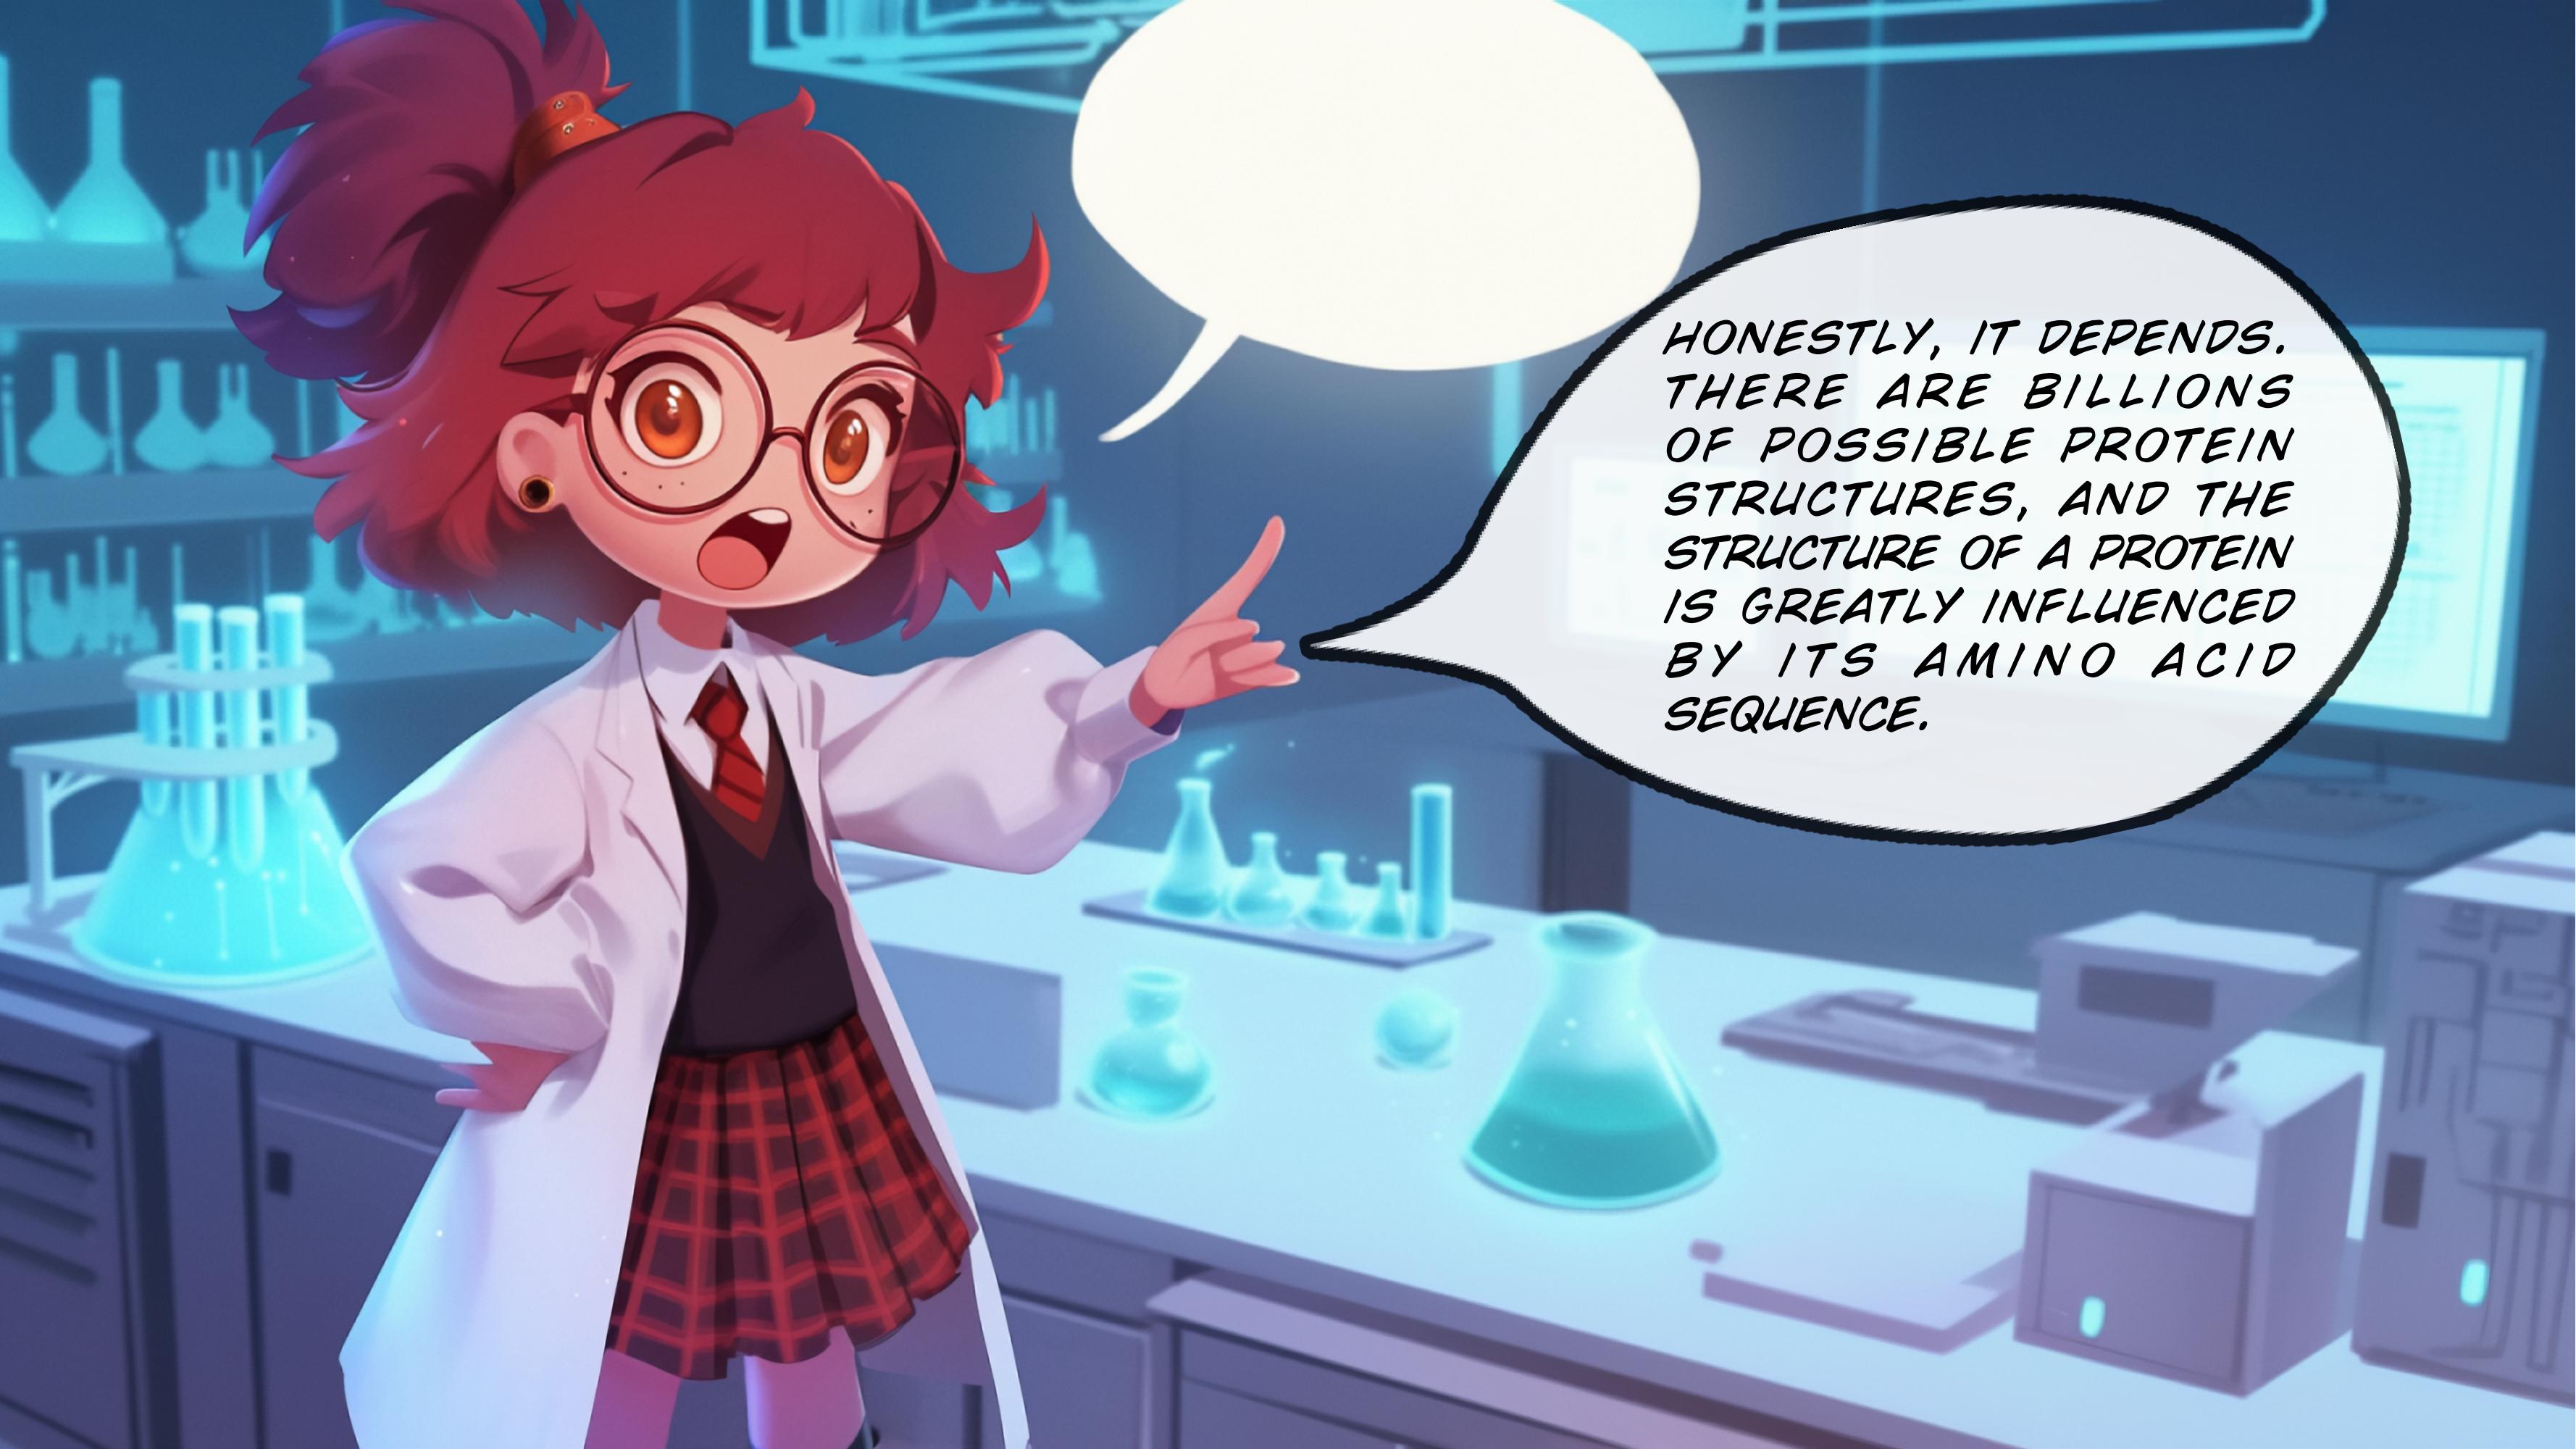 HONESTLY, IT DEPENDS.
THERE ARE BILLIONS
OF POSSIBLE PROTEIN
STRUCTURES, AND THE
STRUCTURE OF A PROTEIN
IS GREATLY INFLUENCED
BY ITS AMINO ACID
SEQUENCE.